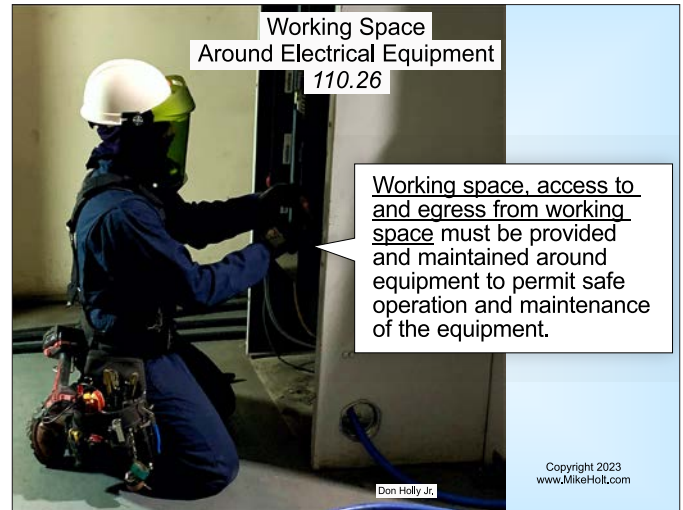 Working Space
Around Electrical Equipment
110.26
Working space, access to
and egress from working
space must be provided
and maintained around
equipment to permit safe
operation and maintenance
of the equipment.
Copyright 2023
www.MikeHolt.com
Don Holly Jr,